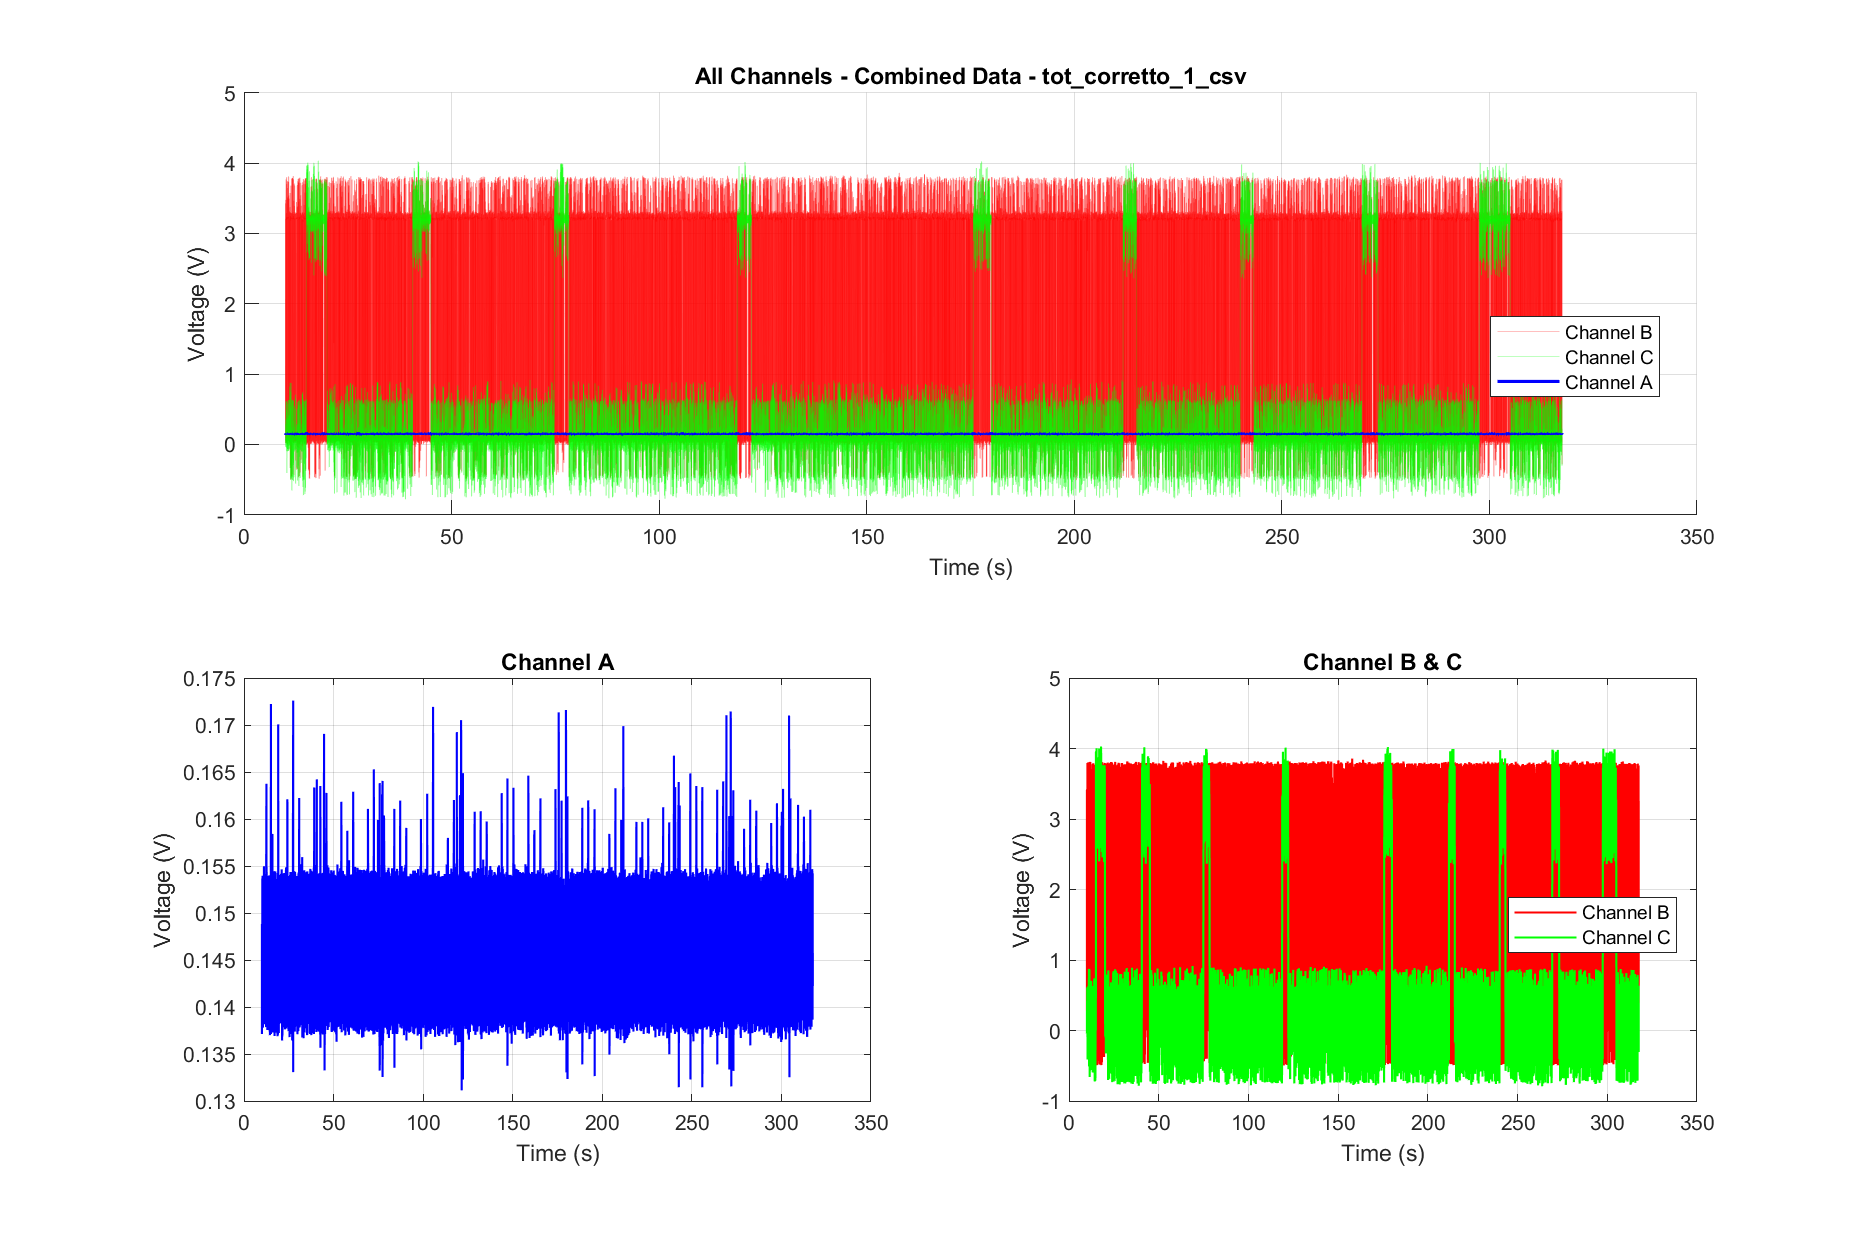 All Channels - Combined Data - tot_corretto_1_csv
Voltage (V)
5
4
3
2
1
0
-1
0 50 100 150 200 250 300 350
Time (s)
Channel B
Channel C
Channel A
Channel A
Voltage (V)
0.175
0.17
0.165
0.16
0.155
0.15
0.145
0.14
0.135
0.13
0 50 100 150 200 250 300 350
Time (s)
Channel B & C
Voltage (V)
5
4
3
2
1
0
-1
0 50 100 150 200 250 300 350
Time (s)
Channel B
Channel C